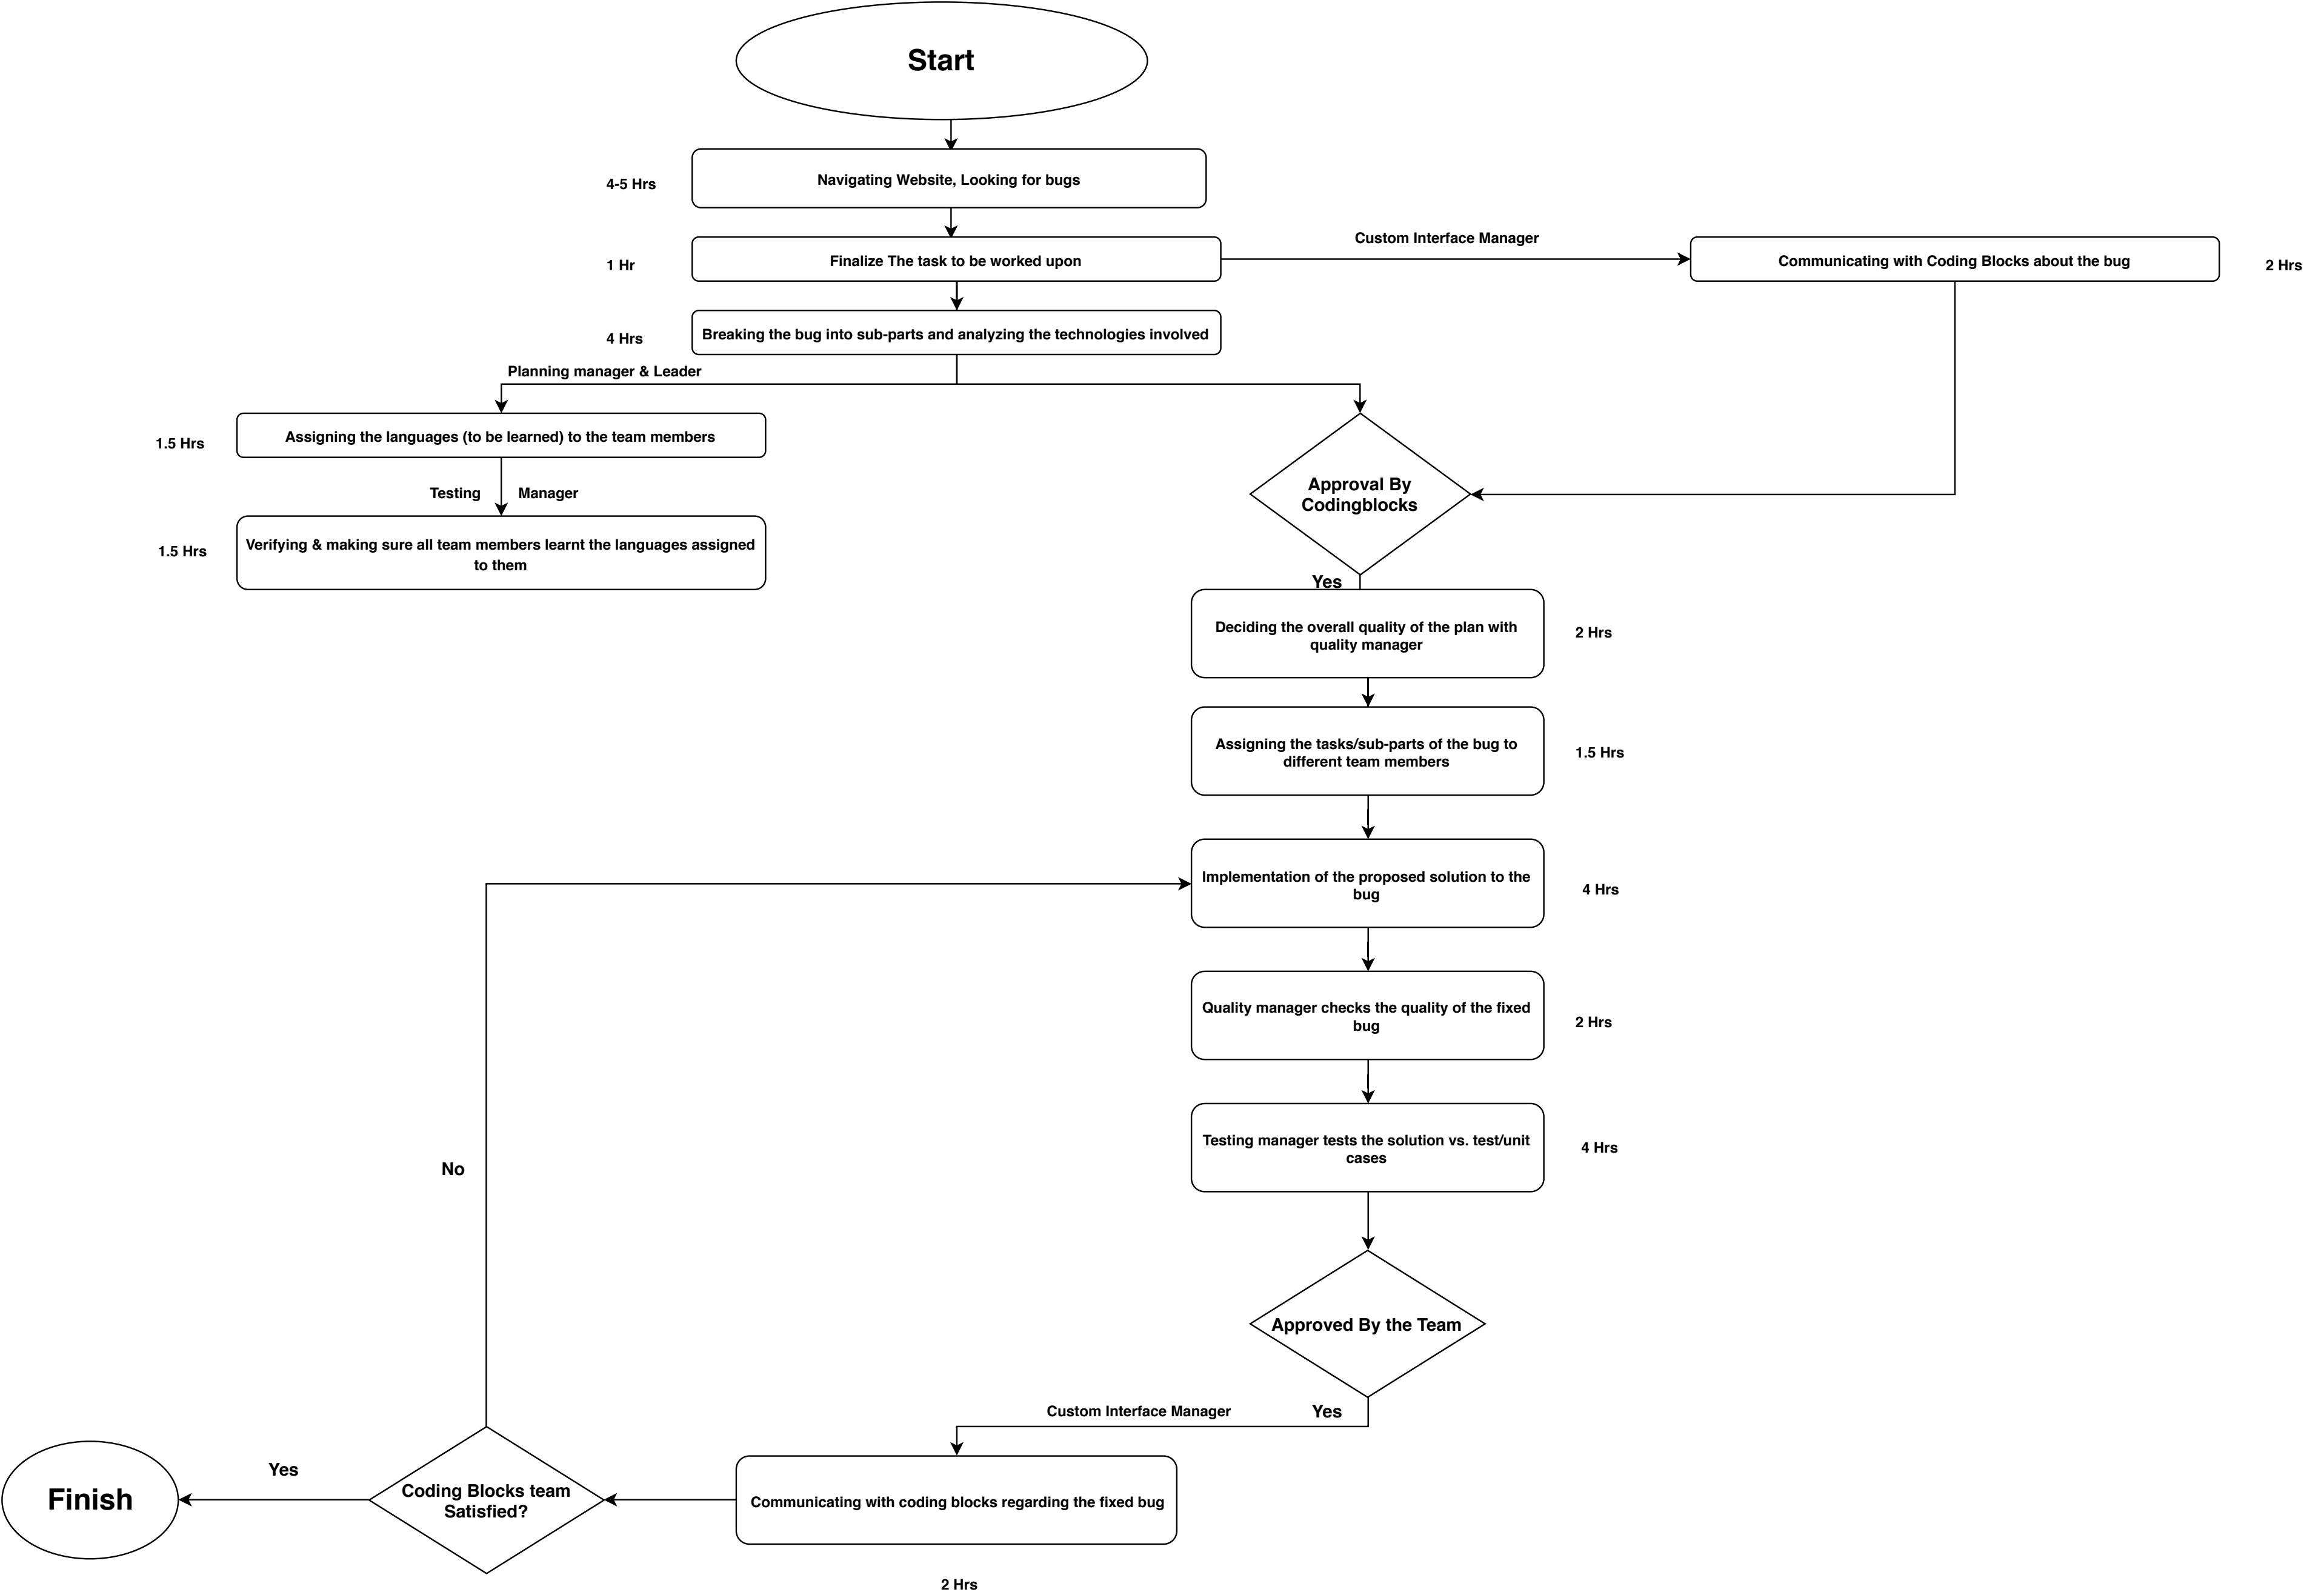 Start
4-5 Hrs
Navigating Website, Looking for bugs
Custom Interface Manager
1 Hr
Finalize The task to be worked upon
Communicating with Coding Blocks about the bug
2 Hrs
4 Hrs
Breaking the bug into sub-parts and analyzing the technologies involved
Planning manager & Leader
1.5 Hrs
Assigning the languages (to be learned) to the team members
Testing Manager
Approval By
Codingblocks
1.5 Hrs
Verifying & making sure all team members learnt the languages assigned
to them
Yes
Deciding the overall quality of the plan with
quality manager
2 Hrs
Assigning the tasks/sub-parts of the bug to
different team members
1.5 Hrs
Implementation of the proposed solution to the
bug
4 Hrs
Quality manager checks the quality of the fixed
bug
2 Hrs
Testing manager tests the solution vs. test/unit
cases
4 Hrs
No
Approved By the Team
Custom Interface Manager
Yes
Yes
Finish
Coding Blocks team
Satisfied?
Communicating with coding blocks regarding the fixed bug
2 Hrs